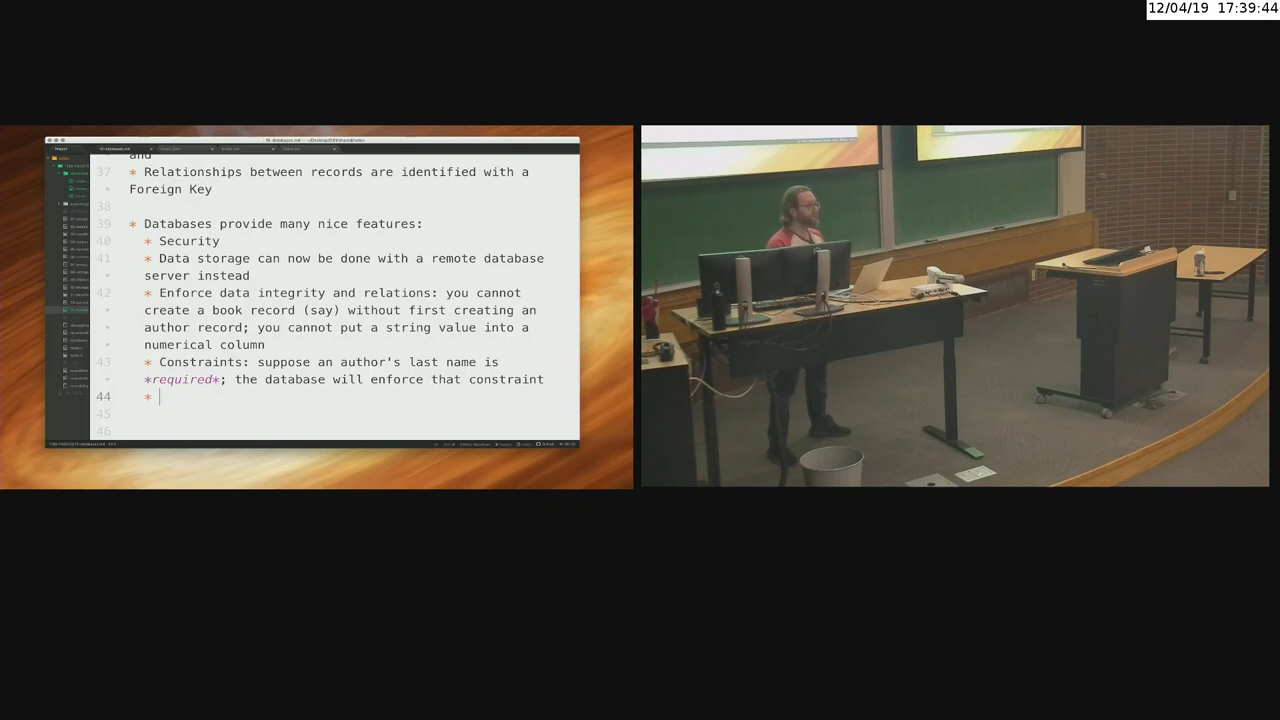 12/04/19 17:39:44
and
37 * Relationships between records are identified with a
Foreign Key
38
39 * Databases provide many nice features:
40 * Security
41 * Data storage can now be done with a remote database
server instead
42 * Enforce data integrity and relations: you cannot
create a book record (say) without first creating an
author record; you cannot put a string value into a
numerical column
43 * Constraints: suppose an author's last name is
*required*; the database will enforce that constraint
44 *
45
46